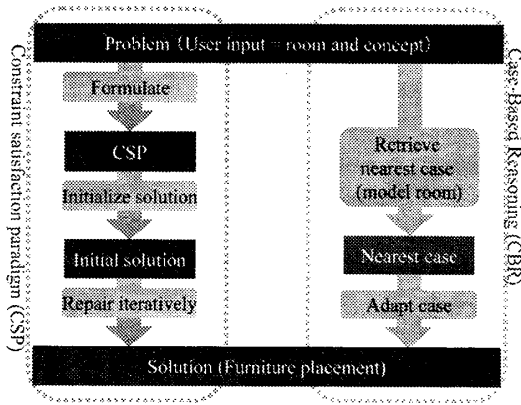 Problem (User input = room and concept)
Formulate
CSP
Initialize solution
Initial solution
Repair iteratively
Retrieve
nearest case
(model room)
Nearest case
Adapt case
Solution (Furniture placement)
Constraint satisfaction paradigm (CSP)
Case-Based Reasoning (CBR)